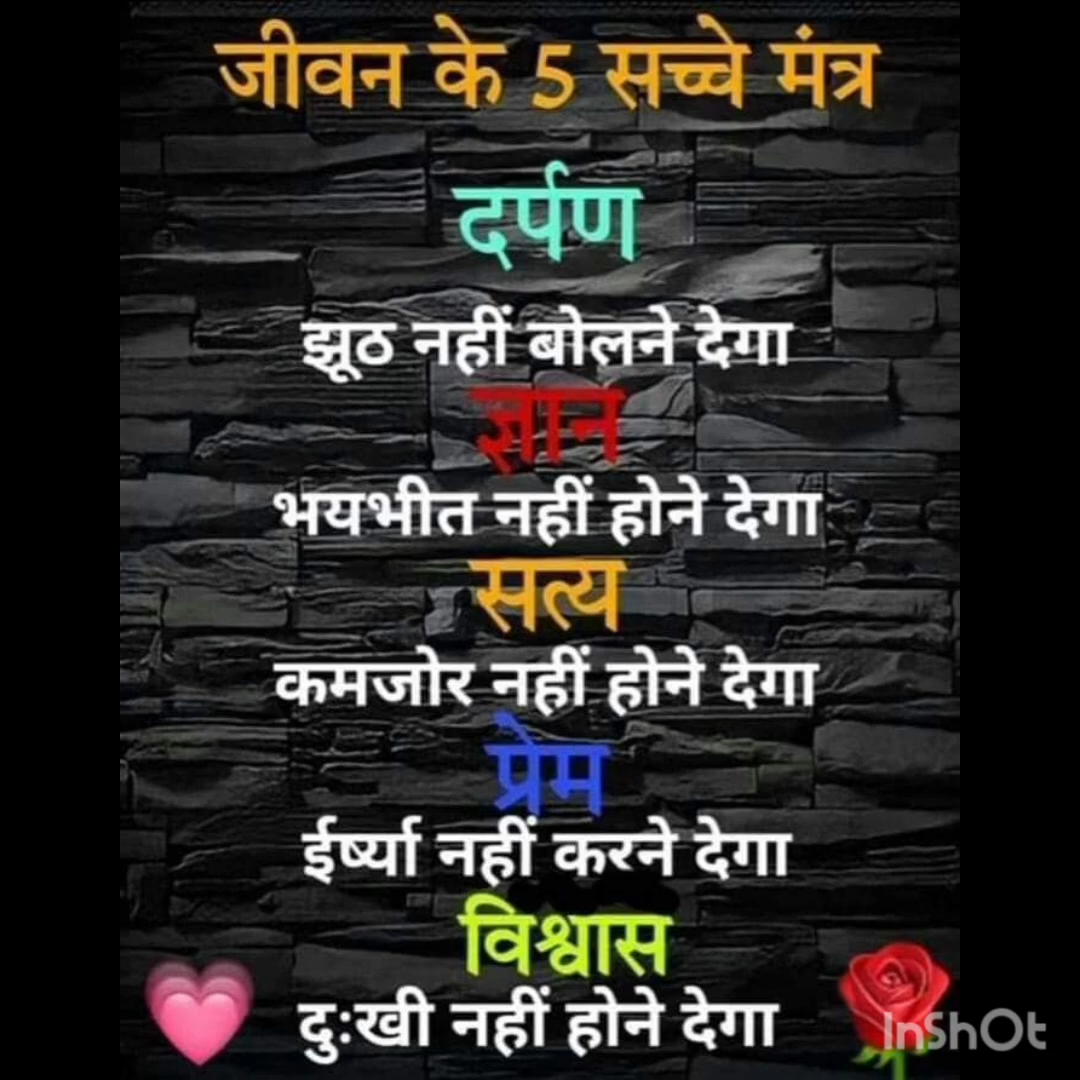 जीवन के 5 सच्चे मंत्र
दर्पण
झूठ नहीं बोलने देगा
ज्ञान
भयभीत नहीं होने देगा
सत्य
कमजोर नहीं होने देगा
प्रेम
ईर्ष्या नहीं करने देगा
विश्वास
दुःखी नहीं होने देगा
InShOt